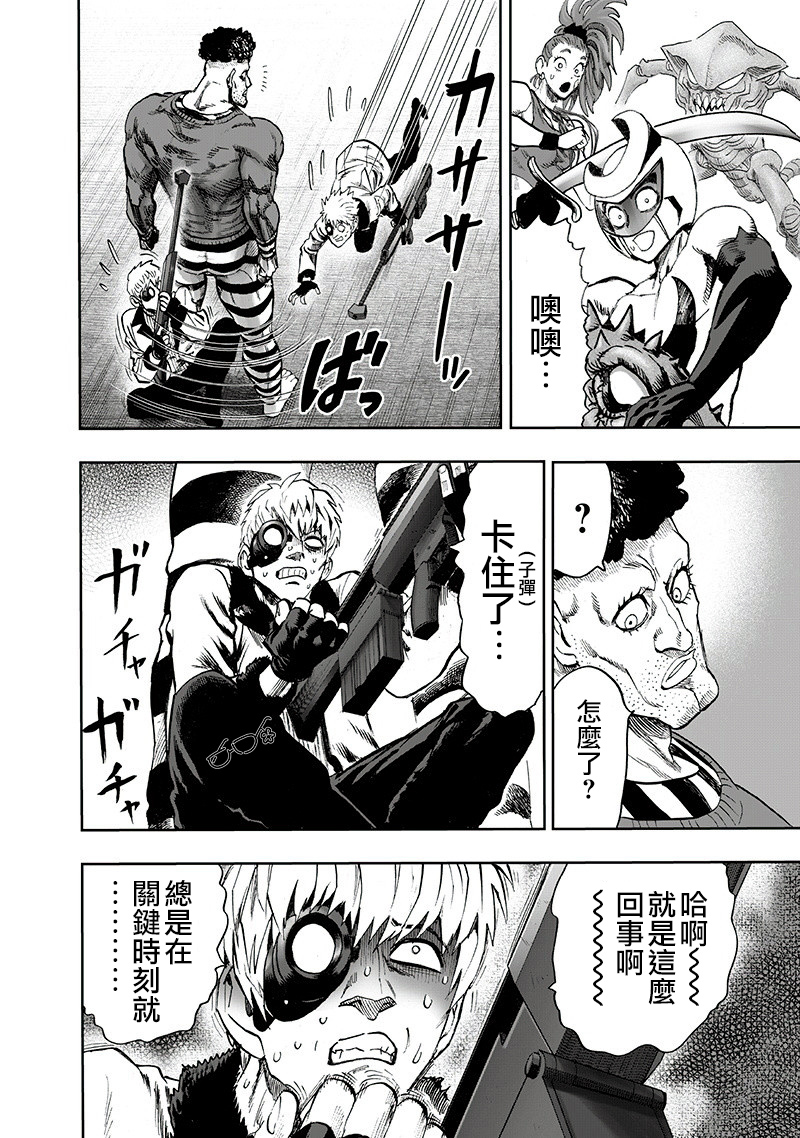 噢噢…
カササササーッ
ばっ
?
怎麼了?
卡住了…
(子彈)
ガチャ
ガチャ
哈啊~
就是這麼
回事啊~
總是在
關鍵時刻就
………